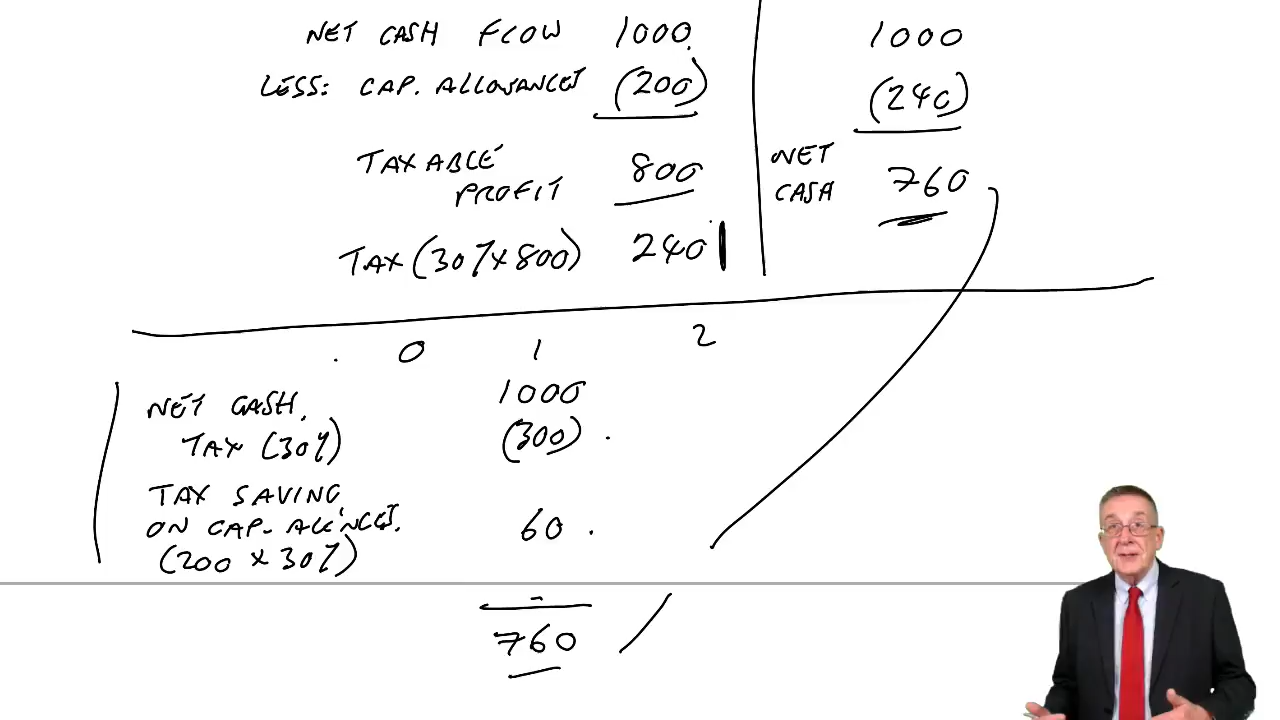 NET CASH FLOW 1000 1000
LESS: CAP. ALLOWANCES (200) (240)
TAXABLE PROFIT 800 NET CASH 760
TAX (30% x 800) 240
0 1 2
NET CASH. 1000
TAX (30%) (300)
TAX SAVING
ON CAP. ALL'NCES. 60
(200 x 30%)
760